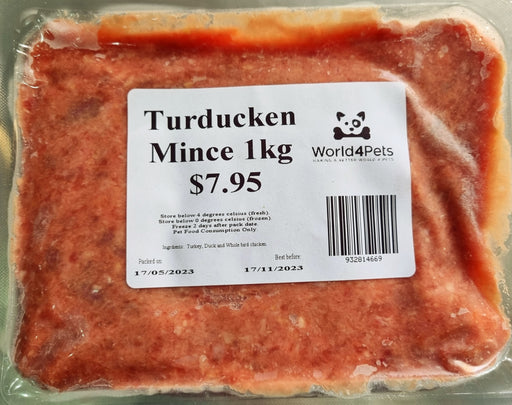 Turducken
Mince 1kg
$7.95
World4Pets
MAKING A BETTER WORLD 4 PETS
Store below 4 degrees celsius (fresh).
Store below 0 degrees celsius (frozen).
Freeze 2 days after pack date.
Pet Food Consumption Only
Ingredients: Turkey, Duck and Whole bird chicken.
Packed on:
17/05/2023
Best before:
17/11/2023
932814669